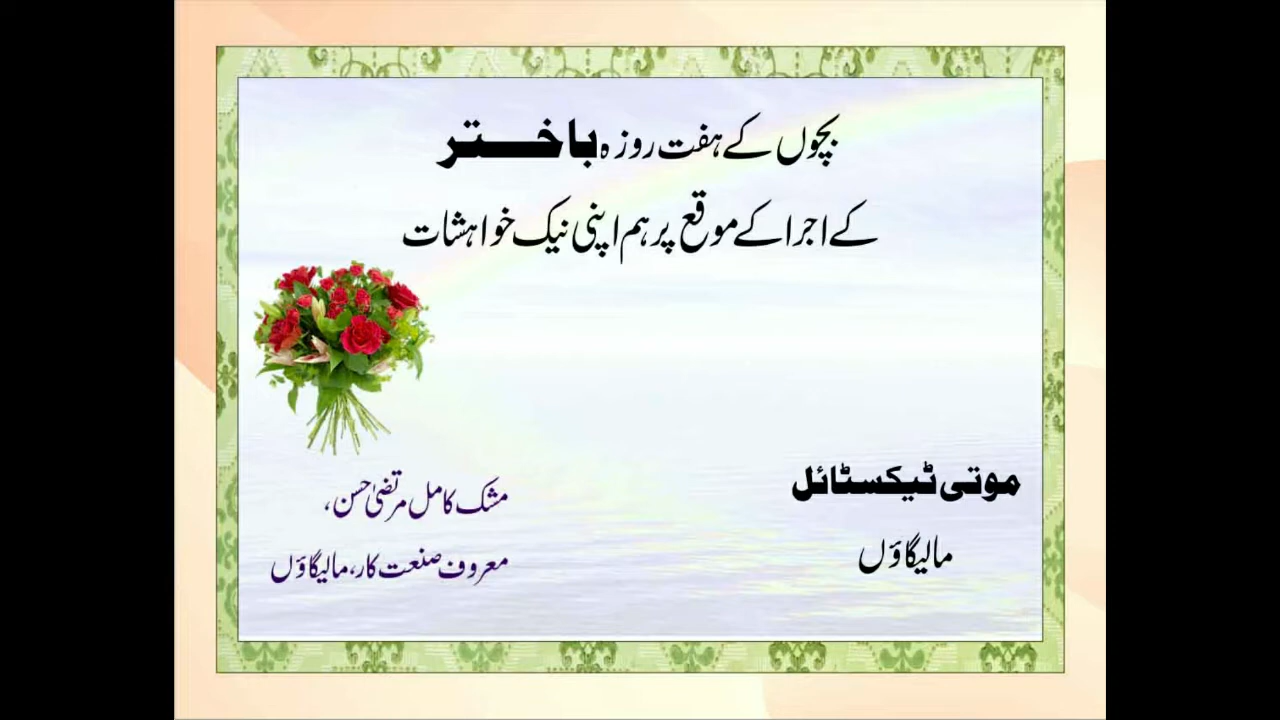 بچوں کے ہفت روزہ باختر
کے اجرا کے موقع پر ہم اپنی نیک خواہشات
موتی ٹیکسٹائل
مالیگاؤں
مشک کامل مرتضیٰ حسن،
معروف صنعت کار، مالیگاؤں